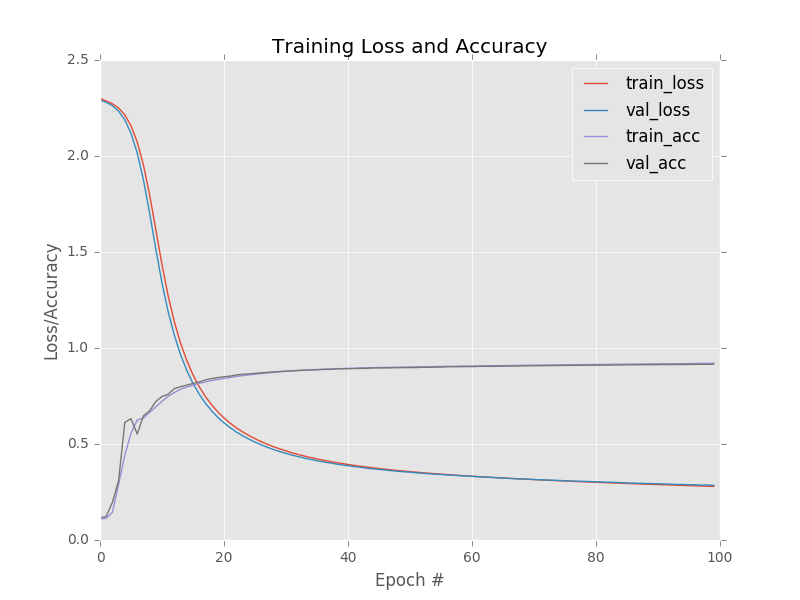 Training Loss and Accuracy
2.5
2.0
1.5
1.0
0.5
0.0
Loss/Accuracy
train_loss
val_loss
train_acc
val_acc
0 20 40 60 80 100
Epoch #